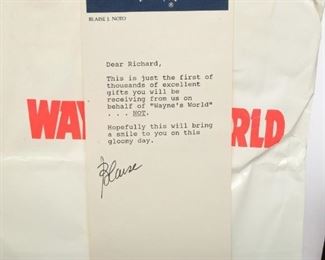 BLAISE J. NOTO
Dear Richard,
This is just the first of
thousands of excellent
gifts you will be
receiving from us on
behalf of "Wayne's World"
. . . NOT.
Hopefully this will bring
a smile to you on this
gloomy day.
WAY RLD
Blaise